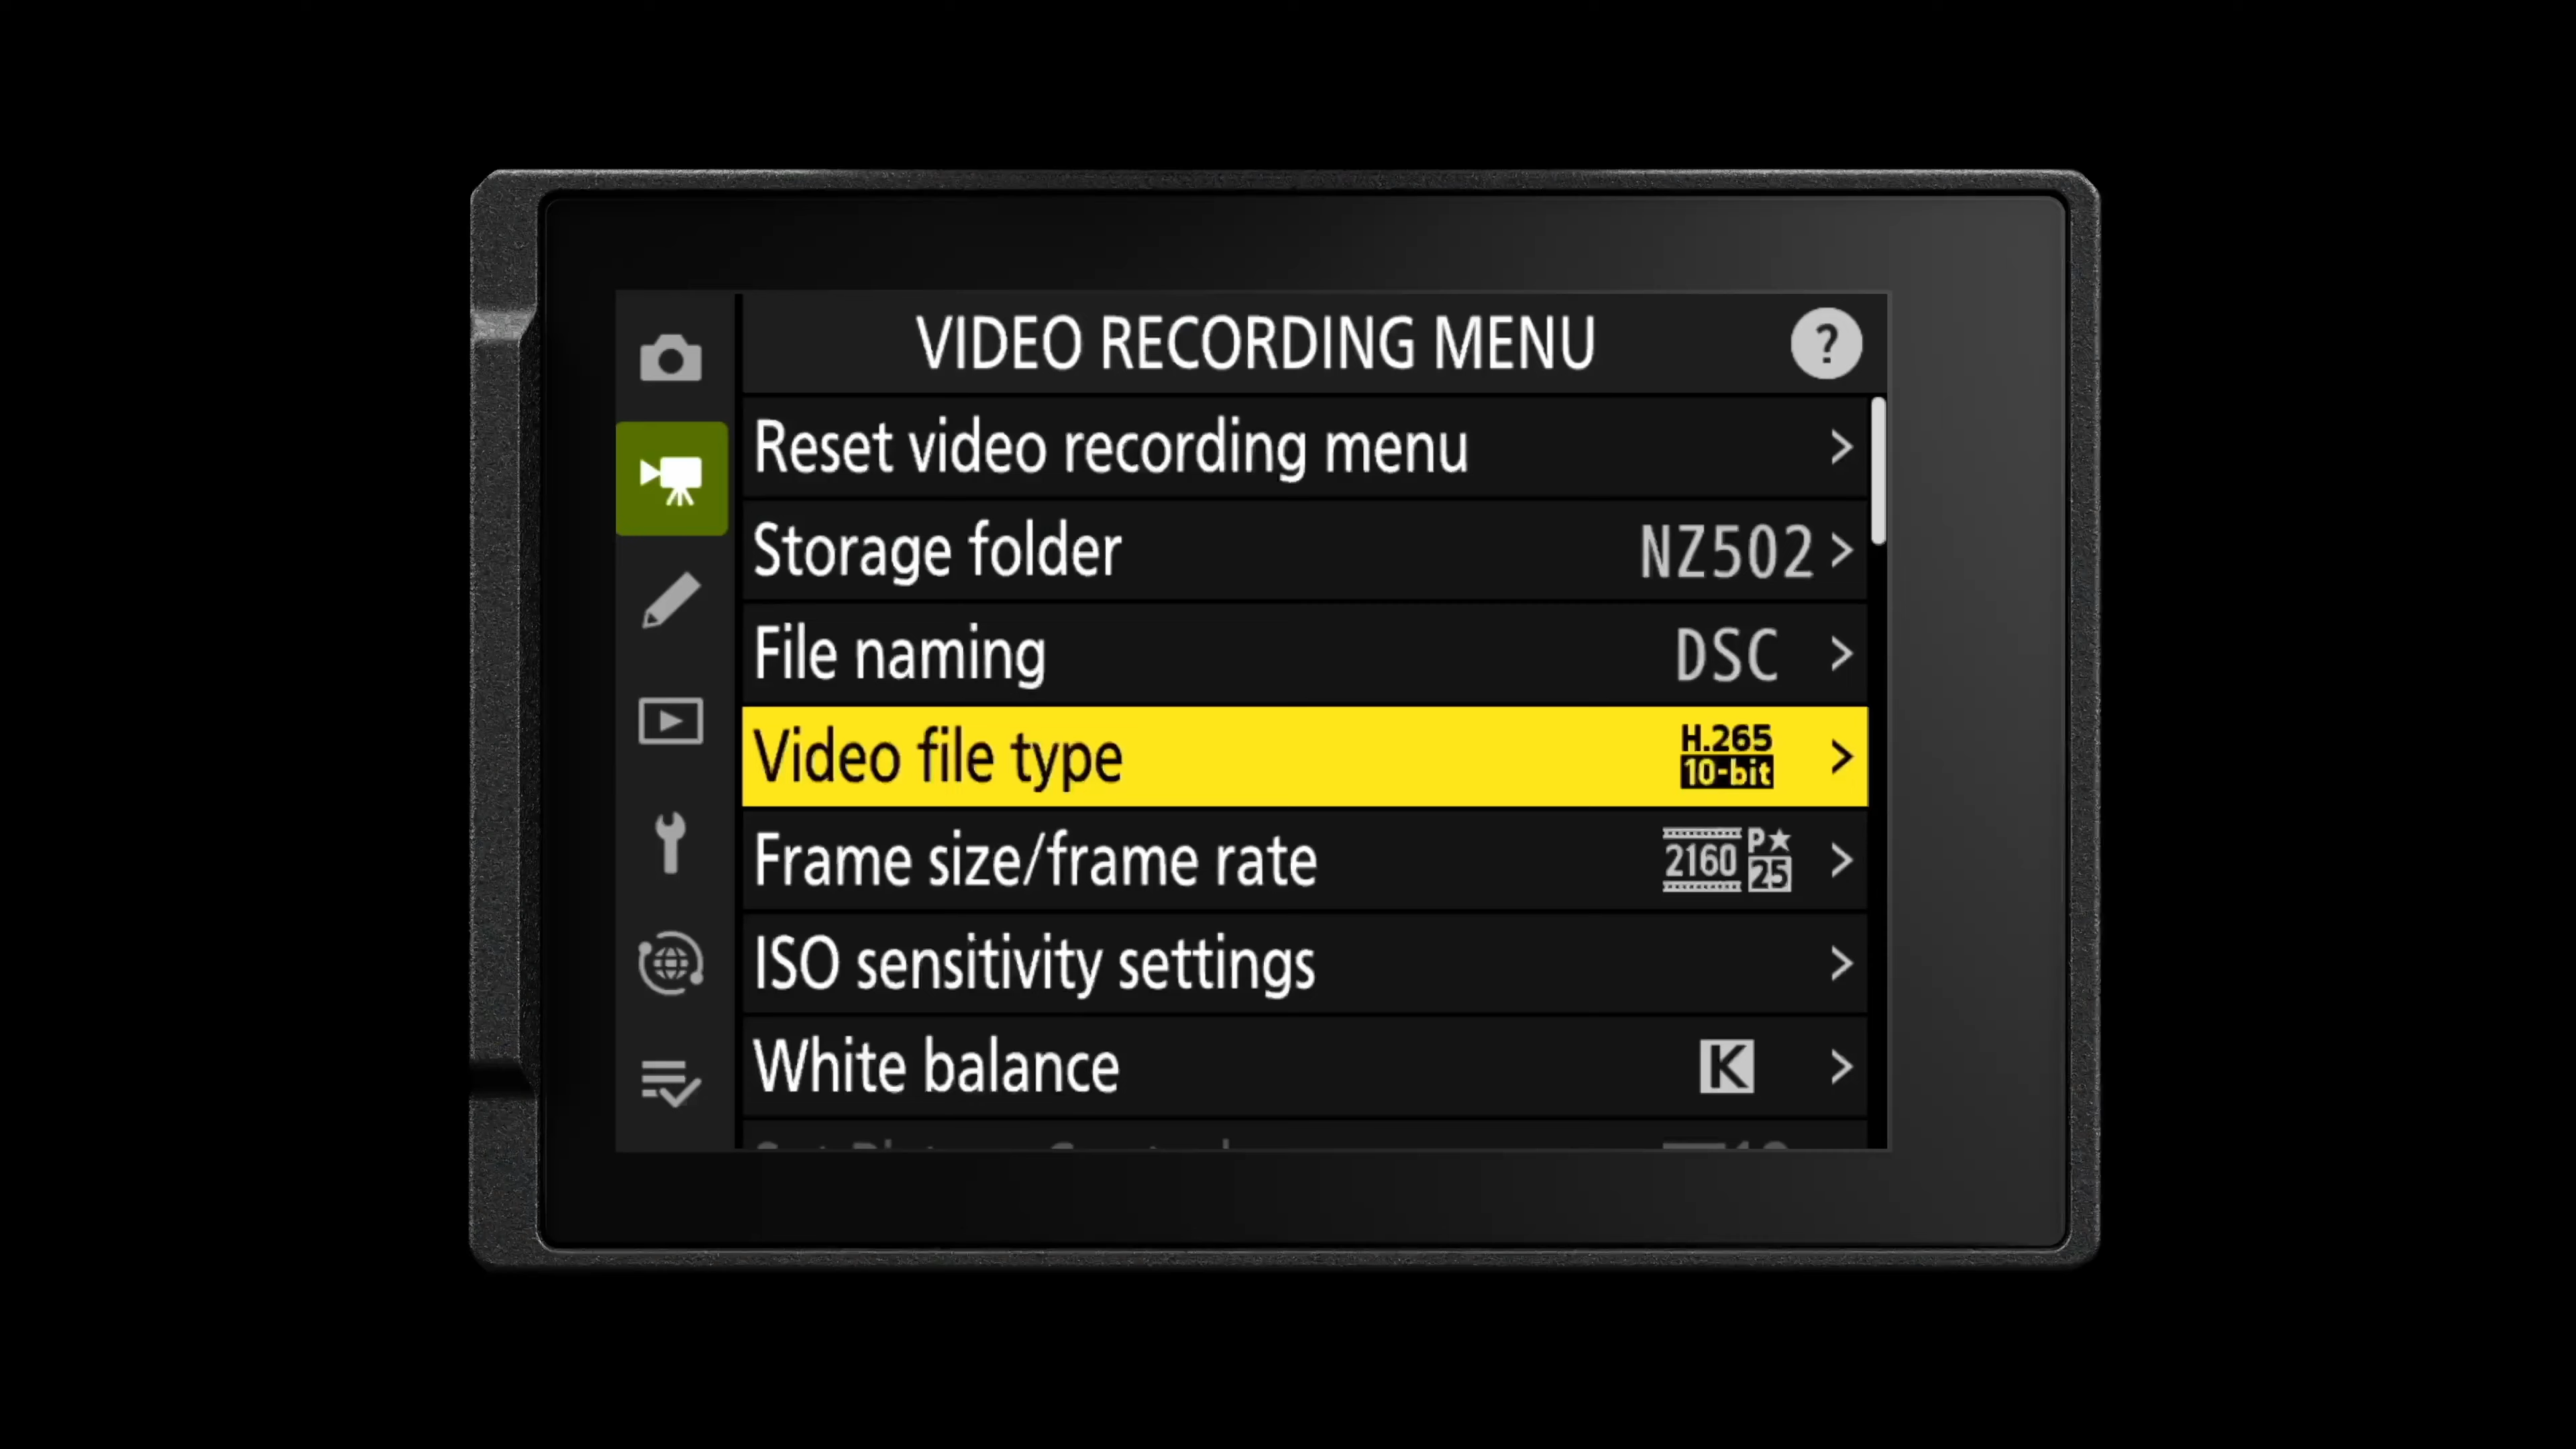 VIDEO RECORDING MENU ?
Reset video recording menu
Storage folder NZ502
File naming DSC
Video file type H.265 10-bit
Frame size/frame rate 2160 P★ 25
ISO sensitivity settings
White balance K